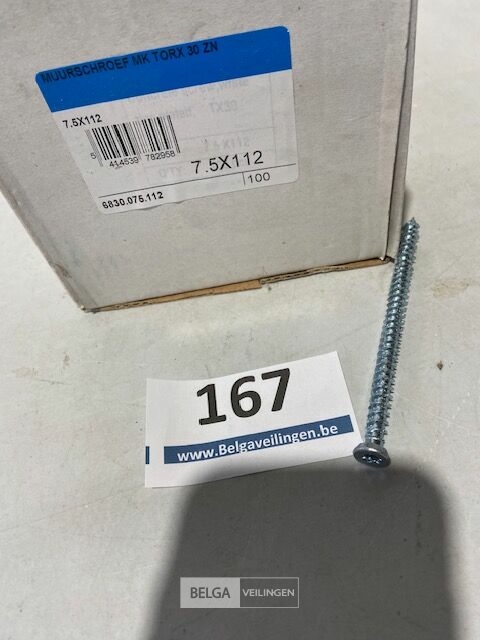 MUURSCHROEF MK TORX 30 ZN
7.5X112
5 414539 782958
7.5X112
6830.075.112
100
167
www.Belgaveilingen.be
BELGA VEILINGEN